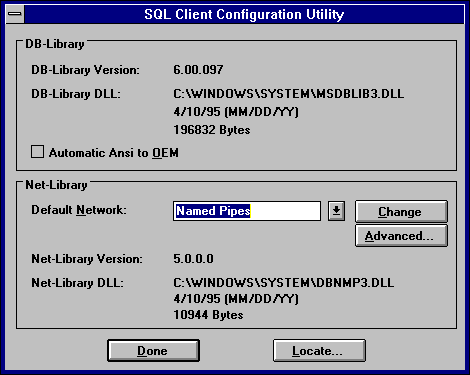 SQL Client Configuration Utility
DB-Library
DB-Library Version: 6.00.097
DB-Library DLL: C:\WINDOWS\SYSTEM\MSDBLIB3.DLL
4/10/95 (MM/DD/YY)
196832 Bytes
Automatic Ansi to OEM
Net-Library
Default Network: Named Pipes Change
Advanced...
Net-Library Version: 5.0.0.0
Net-Library DLL: C:\WINDOWS\SYSTEM\DBNMP3.DLL
4/10/95 (MM/DD/YY)
10944 Bytes
Done Locate...